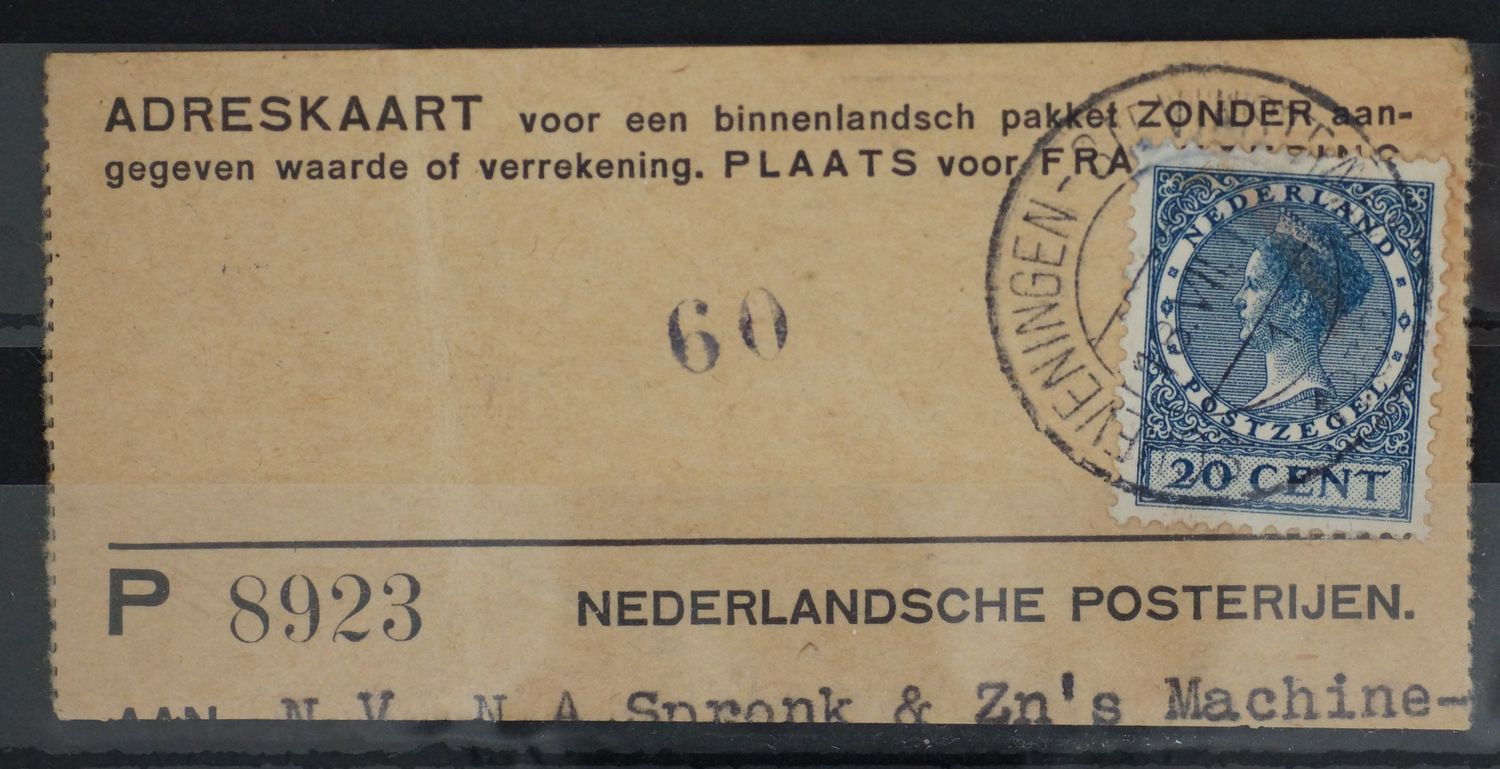 ADRESKAART voor een binnenlandsch pakket ZONDER aan-
gegeven waarde of verrekening. PLAATS voor FRA
60
NEDERLAND
POSTZEGEL
20 CENT
P 8923 NEDERLANDSCHE POSTERIJEN.
AAN N.V. N.A. Spronk & Zn's Machine-